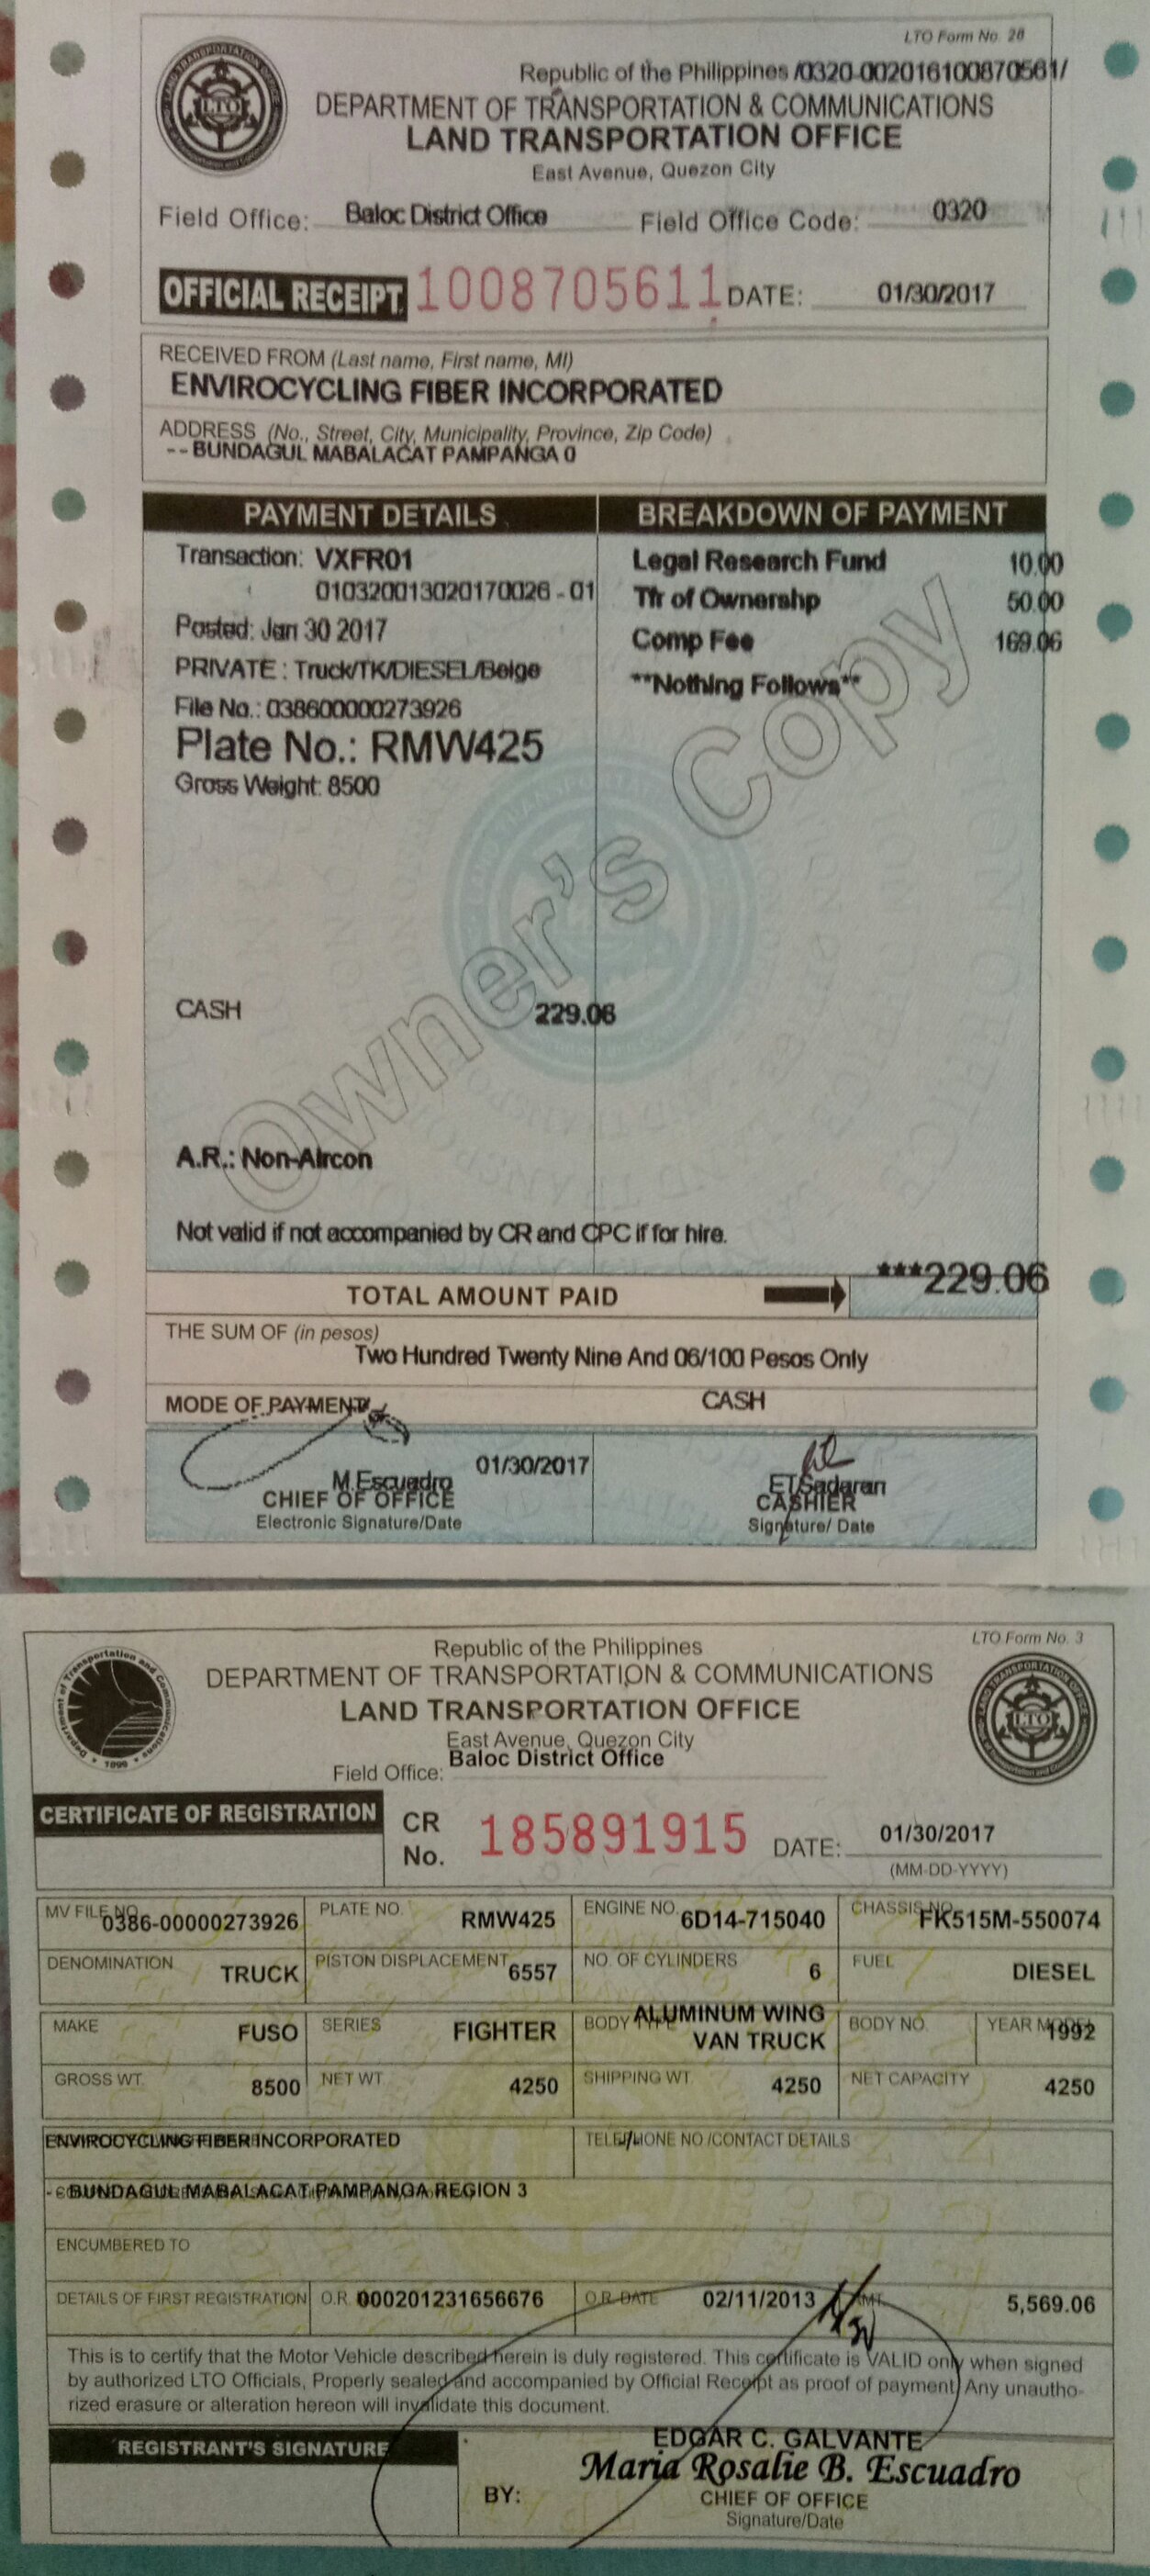 LTO Form No. 28
Republic of the Philippines /0320-002016100870561/
DEPARTMENT OF TRANSPORTATION & COMMUNICATIONS
LAND TRANSPORTATION OFFICE
East Avenue, Quezon City
Field Office: Baloc District Office Field Office Code: 0320
OFFICIAL RECEIPT 1008705611 DATE: 01/30/2017
RECEIVED FROM (Last name, First name, MI)
ENVIROCYCLING FIBER INCORPORATED
ADDRESS (No., Street, City, Municipality, Province, Zip Code)
-- BUNDAGUL MABALACAT PAMPANGA 0
PAYMENT DETAILS BREAKDOWN OF PAYMENT
Transaction: VXFR01 Legal Research Fund 10.00
010320013020170026 - 01 Tfr of Ownershp 50.00
Posted: Jan 30 2017 Comp Fee 169.06
PRIVATE : Truck/TK/DIESEL/Beige **Nothing Follows**
File No.: 038600000273926
Plate No.: RMW425
Gross Weight: 8500
Owner's Copy
CASH 229.06
A.R.: Non-Aircon
Not valid if not accompanied by CR and CPC if for hire.
TOTAL AMOUNT PAID ***229.06
THE SUM OF (in pesos)
Two Hundred Twenty Nine And 06/100 Pesos Only
MODE OF PAYMENT CASH
M.Escuadro 01/30/2017 ETSadaran
CHIEF OF OFFICE CASHIER
Electronic Signature/Date Signature/ Date
LTO Form No. 3
Republic of the Philippines
DEPARTMENT OF TRANSPORTATION & COMMUNICATIONS
LAND TRANSPORTATION OFFICE
East Avenue, Quezon City
Field Office: Baloc District Office
CERTIFICATE OF REGISTRATION CR No. 185891915 DATE: 01/30/2017
(MM-DD-YYYY)
MV FILE NO. 0386-00000273926 PLATE NO. RMW425 ENGINE NO. 6D14-715040 CHASSIS NO. FK515M-550074
DENOMINATION TRUCK PISTON DISPLACEMENT 6557 NO. OF CYLINDERS 6 FUEL DIESEL
MAKE FUSO SERIES FIGHTER BODY TYPE ALUMINUM WING VAN TRUCK BODY NO. YEAR MODEL 1992
GROSS WT. 8500 NET WT. 4250 SHIPPING WT. 4250 NET CAPACITY 4250
ENVIROCYCLING FIBER INCORPORATED TELEPHONE NO./CONTACT DETAILS
- BUNDAGUL MABALACAT PAMPANGA REGION 3
ENCUMBERED TO
DETAILS OF FIRST REGISTRATION O.R. 000201231656676 O.R. DATE 02/11/2013 AMT. 5,569.06
This is to certify that the Motor Vehicle described herein is duly registered. This certificate is VALID only when signed
by authorized LTO Officials, Properly sealed and accompanied by Official Receipt as proof of payment. Any unautho-
rized erasure or alteration hereon will invalidate this document.
REGISTRANT'S SIGNATURE EDGAR C. GALVANTE
Maria Rosalie B. Escuadro
BY: CHIEF OF OFFICE
Signature/Date